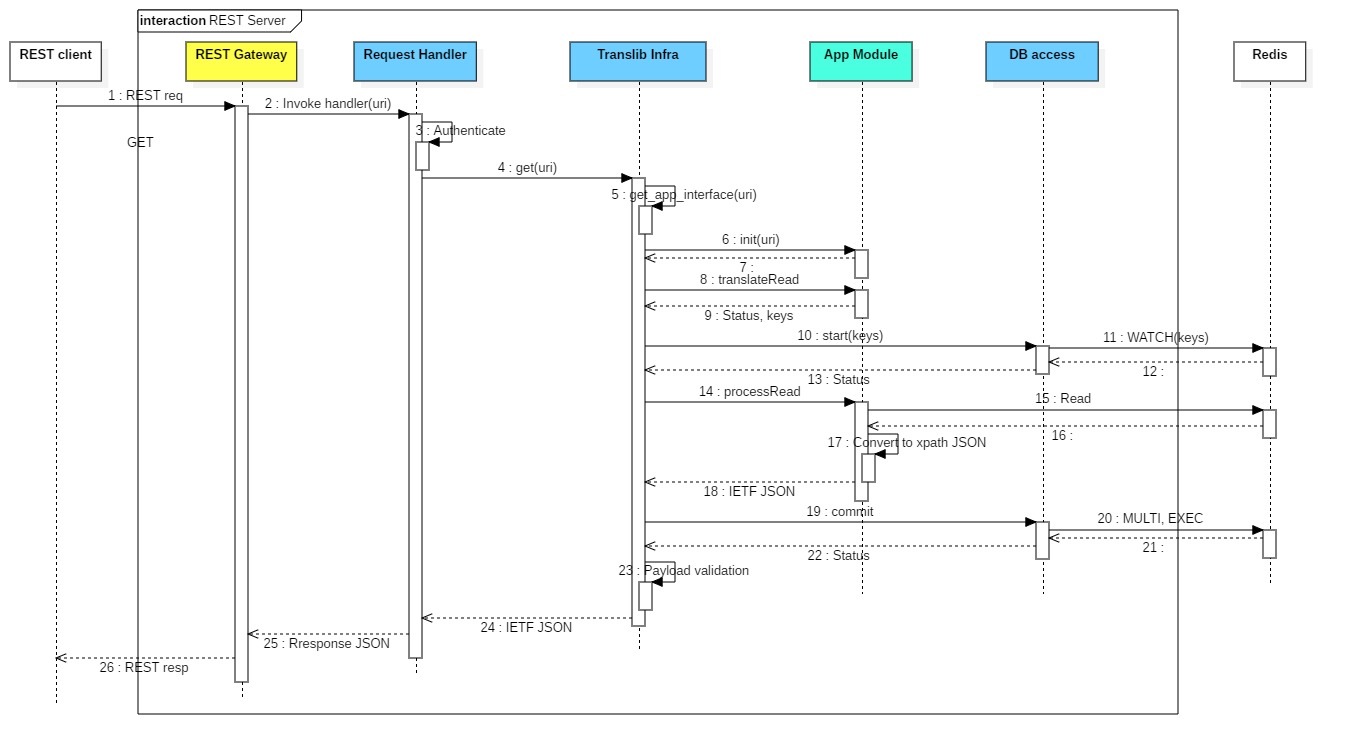 interaction REST Server
REST client
REST Gateway
Request Handler
Translib Infra
App Module
DB access
Redis
1 : REST req
2 : Invoke handler(uri)
3 : Authenticate
GET
4 : get(uri)
5 : get_app_interface(uri)
6 : init(uri)
7 :
8 : translateRead
9 : Status, keys
10 : start(keys)
11 : WATCH(keys)
12 :
13 : Status
14 : processRead
15 : Read
16 :
17 : Convert to xpath JSON
18 : IETF JSON
19 : commit
20 : MULTI, EXEC
21 :
22 : Status
23 : Payload validation
24 : IETF JSON
25 : Rresponse JSON
26 : REST resp